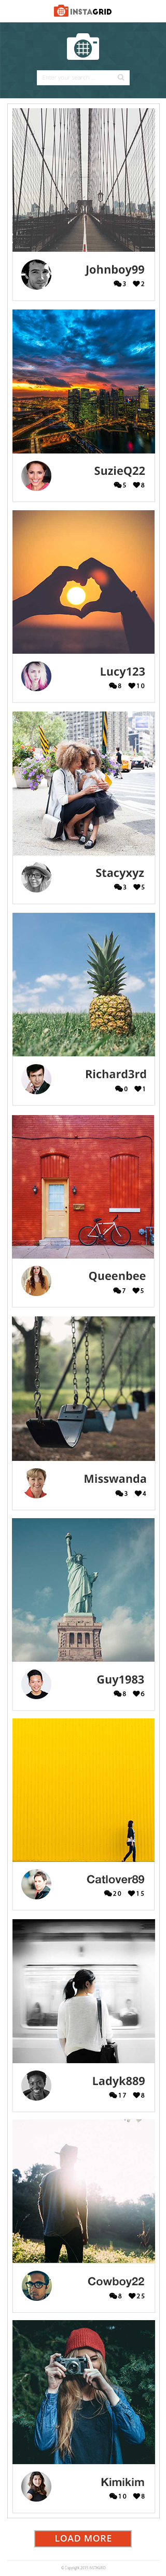 INSTAGRID
Enter your search...
Johnboy99
3 2
SuzieQ22
5 8
Lucy123
8 10
Stacyxyz
3 5
Richard3rd
0 1
Queenbee
7 5
Misswanda
3 4
Guy1983
8 6
Catlover89
20 15
Ladyk889
17 8
Cowboy22
8 25
Kimikim
10 8
LOAD MORE
© Copyright 2015 INSTAGRID